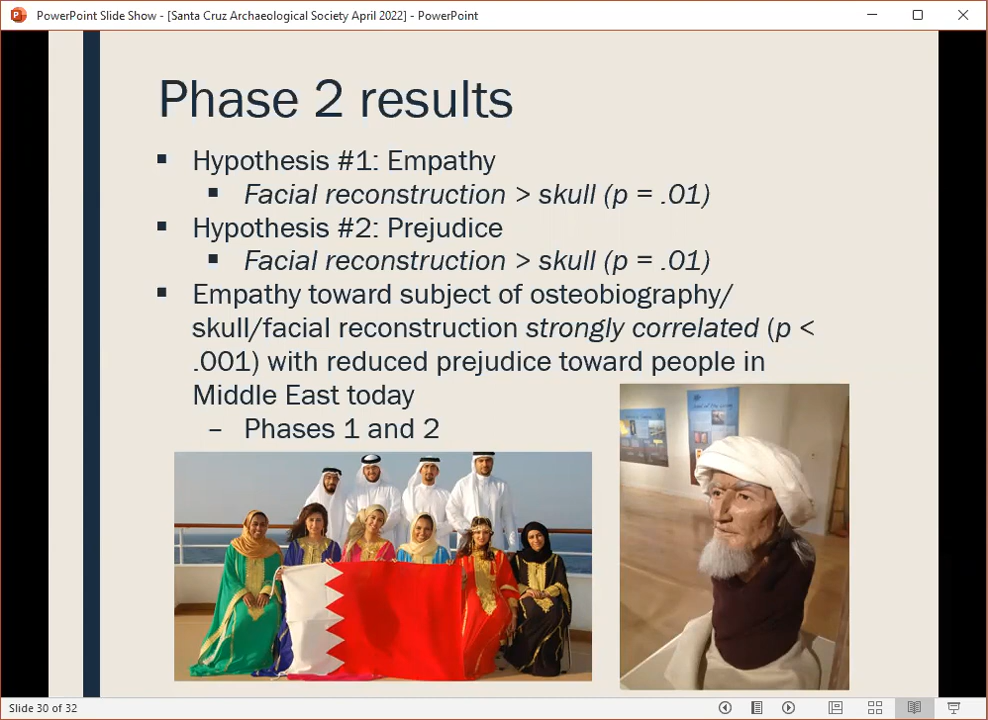 PowerPoint Slide Show - [Santa Cruz Archaeological Society April 2022] - PowerPoint
Phase 2 results
▪ Hypothesis #1: Empathy
▪ Facial reconstruction > skull (p = .01)
▪ Hypothesis #2: Prejudice
▪ Facial reconstruction > skull (p = .01)
▪ Empathy toward subject of osteobiography/
skull/facial reconstruction strongly correlated (p <
.001) with reduced prejudice toward people in
Middle East today
– Phases 1 and 2
Slide 30 of 32